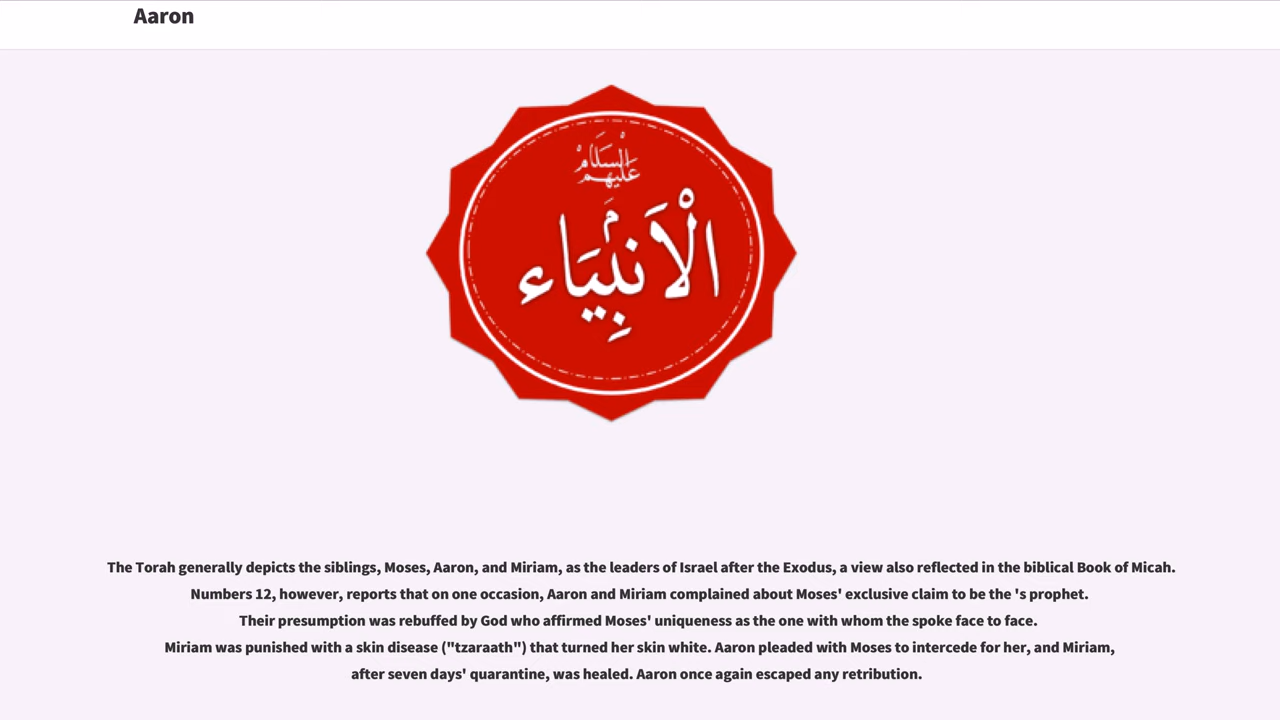 Aaron
عَلَيْهِم السَّلَام
الْأَنْبِيَاء
The Torah generally depicts the siblings, Moses, Aaron, and Miriam, as the leaders of Israel after the Exodus, a view also reflected in the biblical Book of Micah.
Numbers 12, however, reports that on one occasion, Aaron and Miriam complained about Moses' exclusive claim to be the 's prophet.
Their presumption was rebuffed by God who affirmed Moses' uniqueness as the one with whom the spoke face to face.
Miriam was punished with a skin disease ("tzaraath") that turned her skin white. Aaron pleaded with Moses to intercede for her, and Miriam,
after seven days' quarantine, was healed. Aaron once again escaped any retribution.